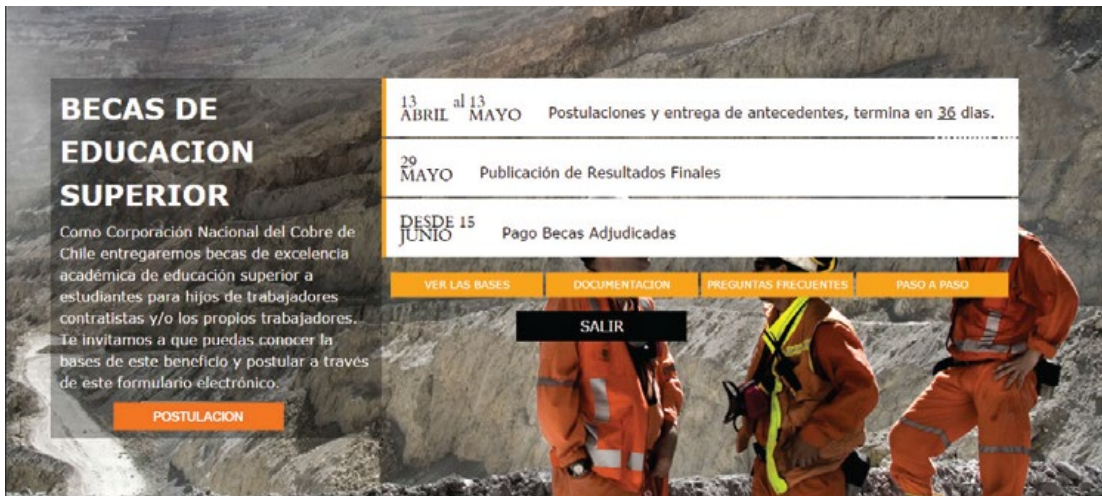 BECAS DE
EDUCACION
SUPERIOR
Como Corporación Nacional del Cobre de
Chile entregaremos becas de excelencia
académica de educación superior a
estudiantes para hijos de trabajadores
contratistas y/o los propios trabajadores.
Te invitamos a que puedas conocer la
bases de este beneficio y postular a través
de este formulario electrónico.
POSTULACION
13 ABRIL al 13 MAYO Postulaciones y entrega de antecedentes, termina en 36 dias.
29 MAYO Publicación de Resultados Finales
DESDE 15 JUNIO Pago Becas Adjudicadas
VER LAS BASES DOCUMENTACION PREGUNTAS FRECUENTES PASO A PASO
SALIR